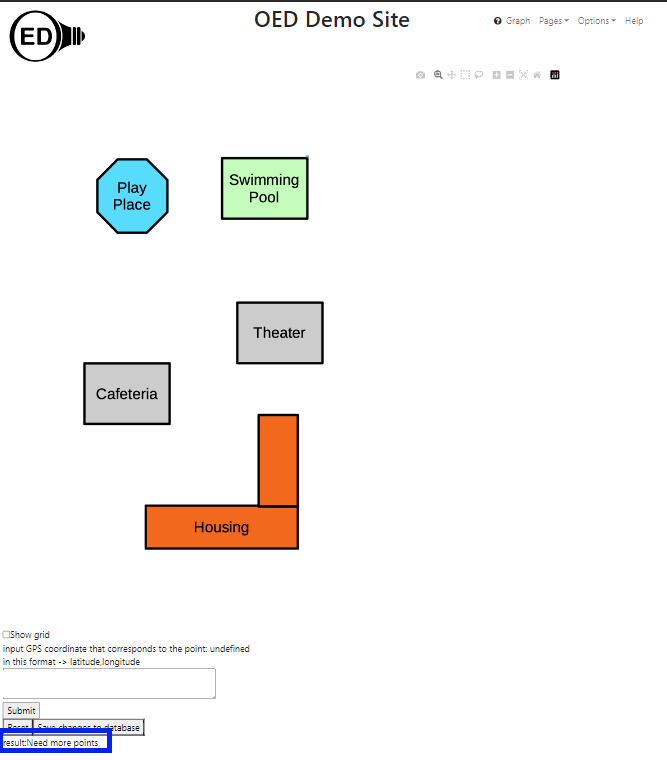 ED
OED Demo Site
Graph Pages Options Help
Play
Place
Swimming
Pool
Theater
Cafeteria
Housing
Show grid
input GPS coordinate that corresponds to the point: undefined
in this format -> latitude,longitude
Submit
Reset Save changes to database
result:Need more points